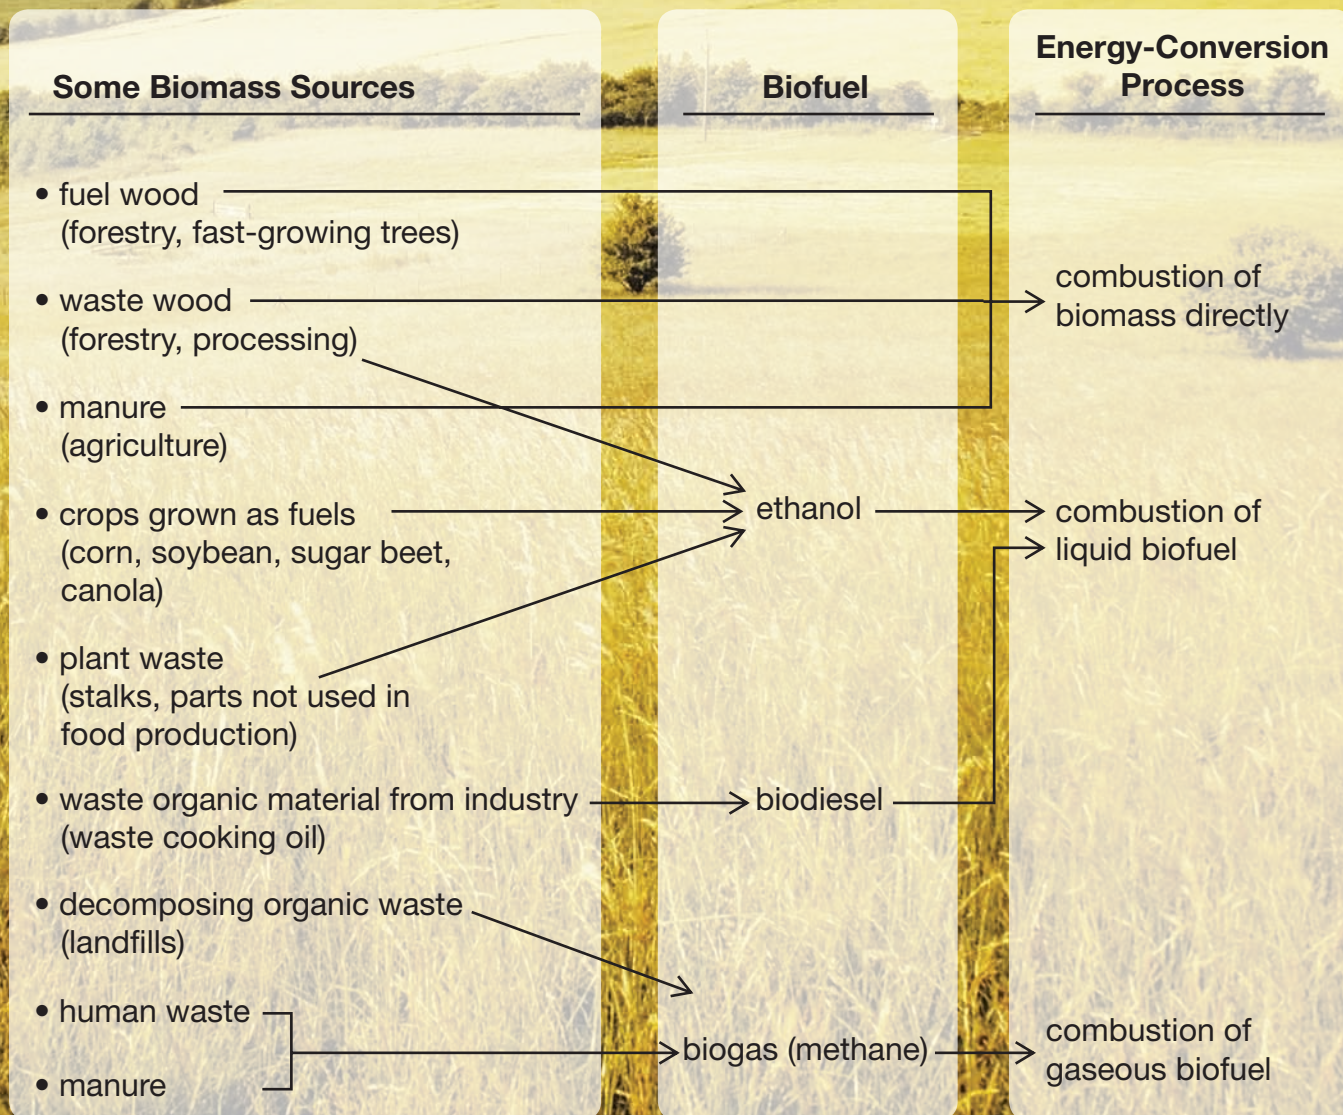 Some Biomass Sources
• fuel wood
(forestry, fast-growing trees)
• waste wood
(forestry, processing)
• manure
(agriculture)
• crops grown as fuels
(corn, soybean, sugar beet,
canola)
• plant waste
(stalks, parts not used in
food production)
• waste organic material from industry
(waste cooking oil)
• decomposing organic waste
(landfills)
• human waste
• manure
Biofuel
ethanol
biodiesel
biogas (methane)
Energy-Conversion
Process
combustion of
biomass directly
combustion of
liquid biofuel
combustion of
gaseous biofuel